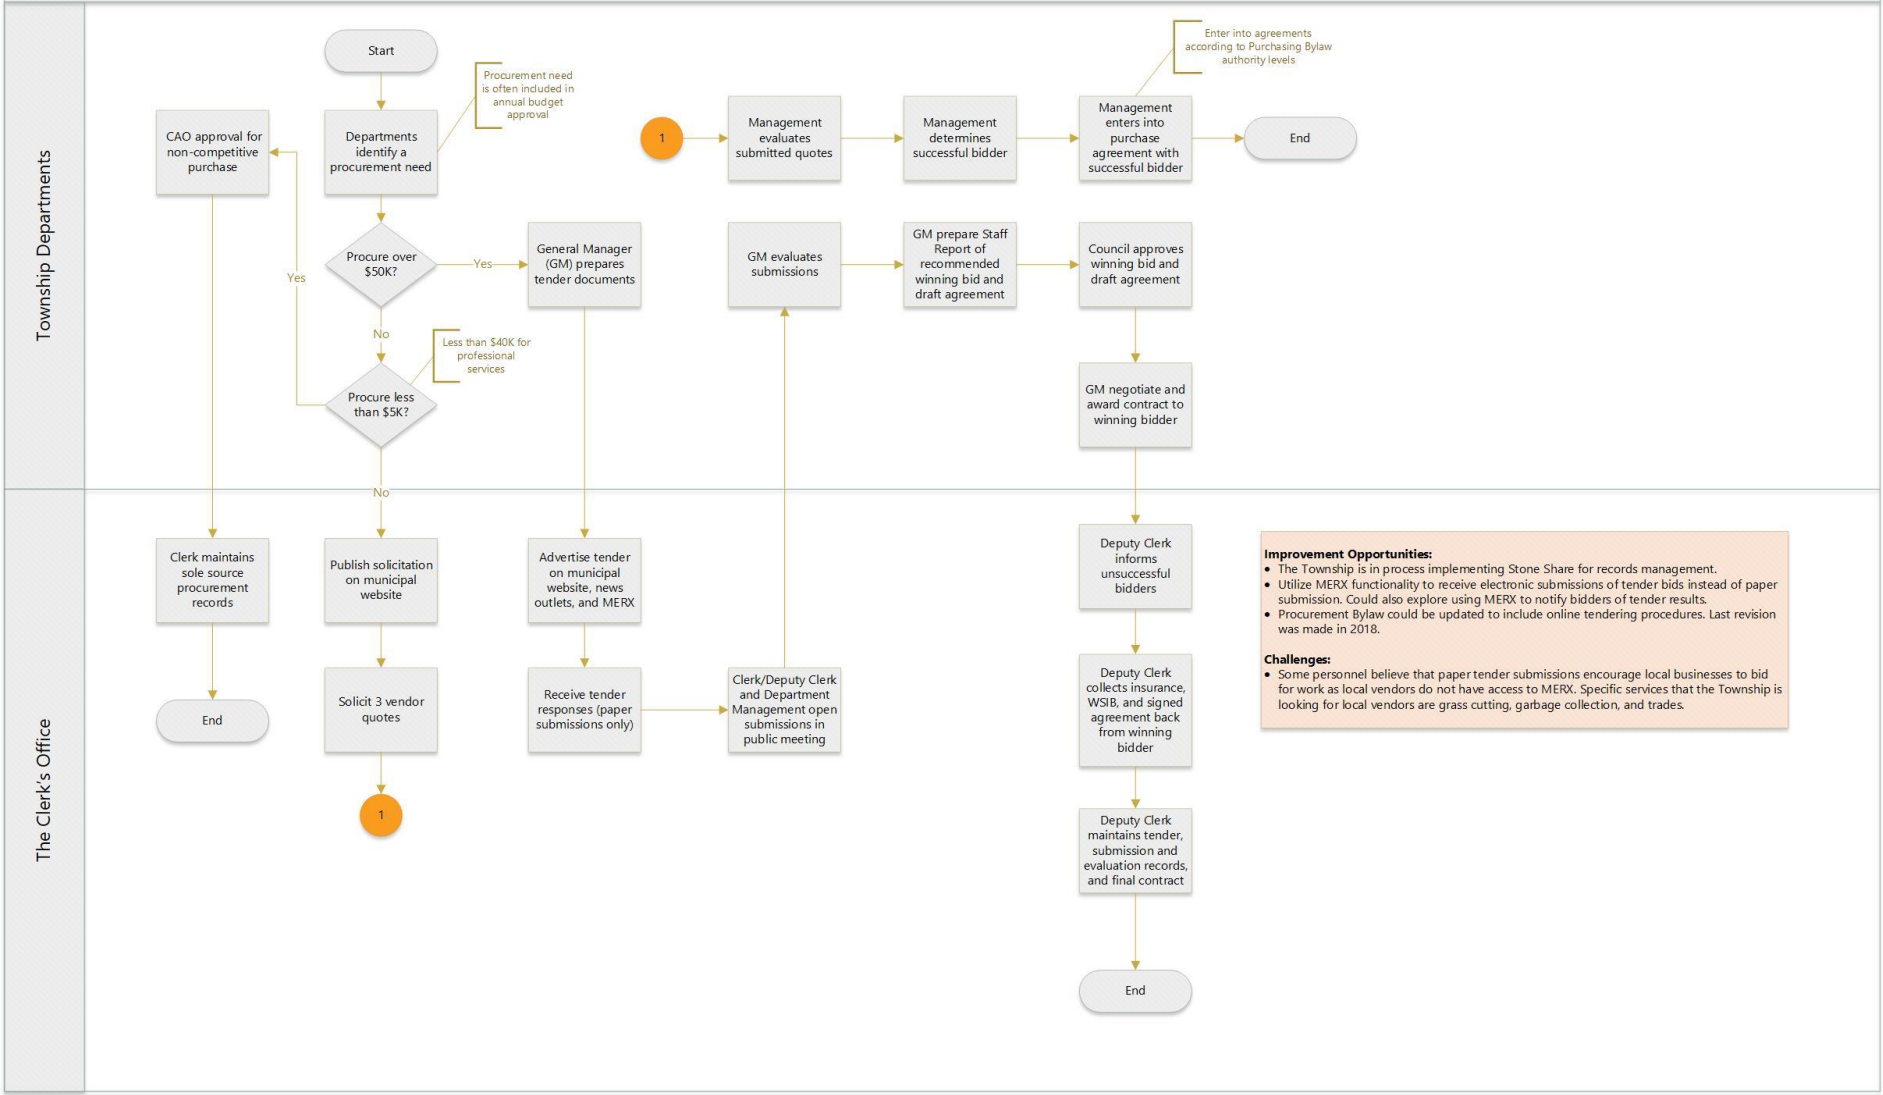 Township Departments
Start
Procurement need
is often included in
annual budget
approval
CAO approval for
non-competitive
purchase
Departments
identify a
procurement need
1
Management
evaluates
submitted quotes
Management
determines
successful bidder
Management
enters into
purchase
agreement with
successful bidder
Enter into agreements
according to Purchasing Bylaw
authority levels
End
Procure over
$50K?
Yes
General Manager
(GM) prepares
tender documents
GM evaluates
submissions
GM prepare Staff
Report of
recommended
winning bid and
draft agreement
Council approves
winning bid and
draft agreement
Yes
No
Less than $40K for
professional
services
Procure less
than $5K?
GM negotiate and
award contract to
winning bidder
No
The Clerk's Office
Clerk maintains
sole source
procurement
records
Publish solicitation
on municipal
website
Advertise tender
on municipal
website, news
outlets, and MERX
Deputy Clerk
informs
unsuccessful
bidders
End
Solicit 3 vendor
quotes
Receive tender
responses (paper
submissions only)
Clerk/Deputy Clerk
and Department
Management open
submissions in
public meeting
Deputy Clerk
collects insurance,
WSIB, and signed
agreement back
from winning
bidder
1
Deputy Clerk
maintains tender,
submission and
evaluation records,
and final contract
End
Improvement Opportunities:
• The Township is in process implementing Stone Share for records management.
• Utilize MERX functionality to receive electronic submissions of tender bids instead of paper
submission. Could also explore using MERX to notify bidders of tender results.
• Procurement Bylaw could be updated to include online tendering procedures. Last revision
was made in 2018.
Challenges:
• Some personnel believe that paper tender submissions encourage local businesses to bid
for work as local vendors do not have access to MERX. Specific services that the Township is
looking for local vendors are grass cutting, garbage collection, and trades.